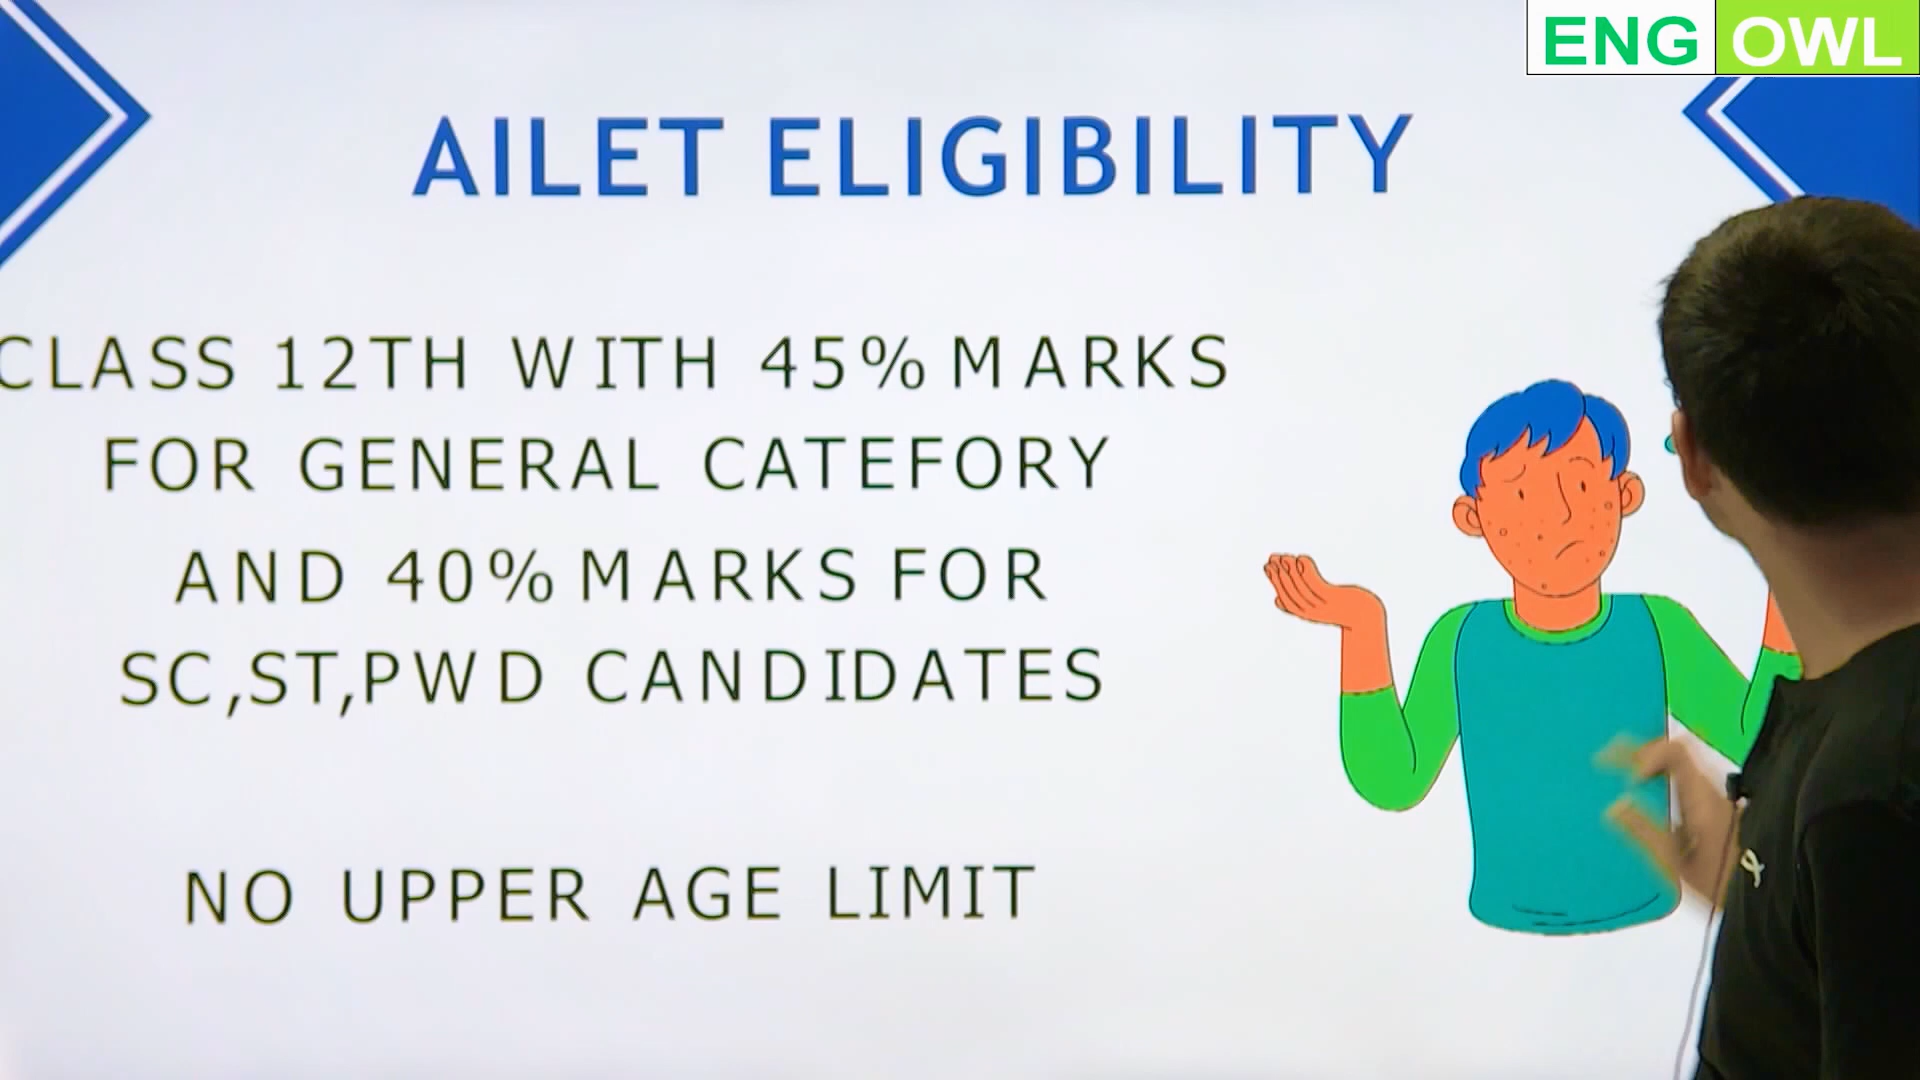 ENG OWL
AILET ELIGIBILITY
CLASS 12TH WITH 45% MARKS
FOR GENERAL CATEFORY
AND 40% MARKS FOR
SC,ST,PWD CANDIDATES
NO UPPER AGE LIMIT